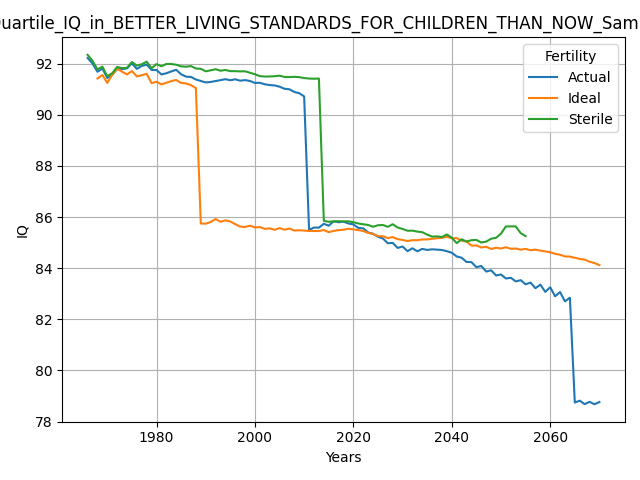 uartile_IQ_in_BETTER_LIVING_STANDARDS_FOR_CHILDREN_THAN_NOW_Sam
Fertility
Actual
Ideal
Sterile
92
90
88
86
84
82
80
78
IQ
1980
2000
2020
2040
2060
Years